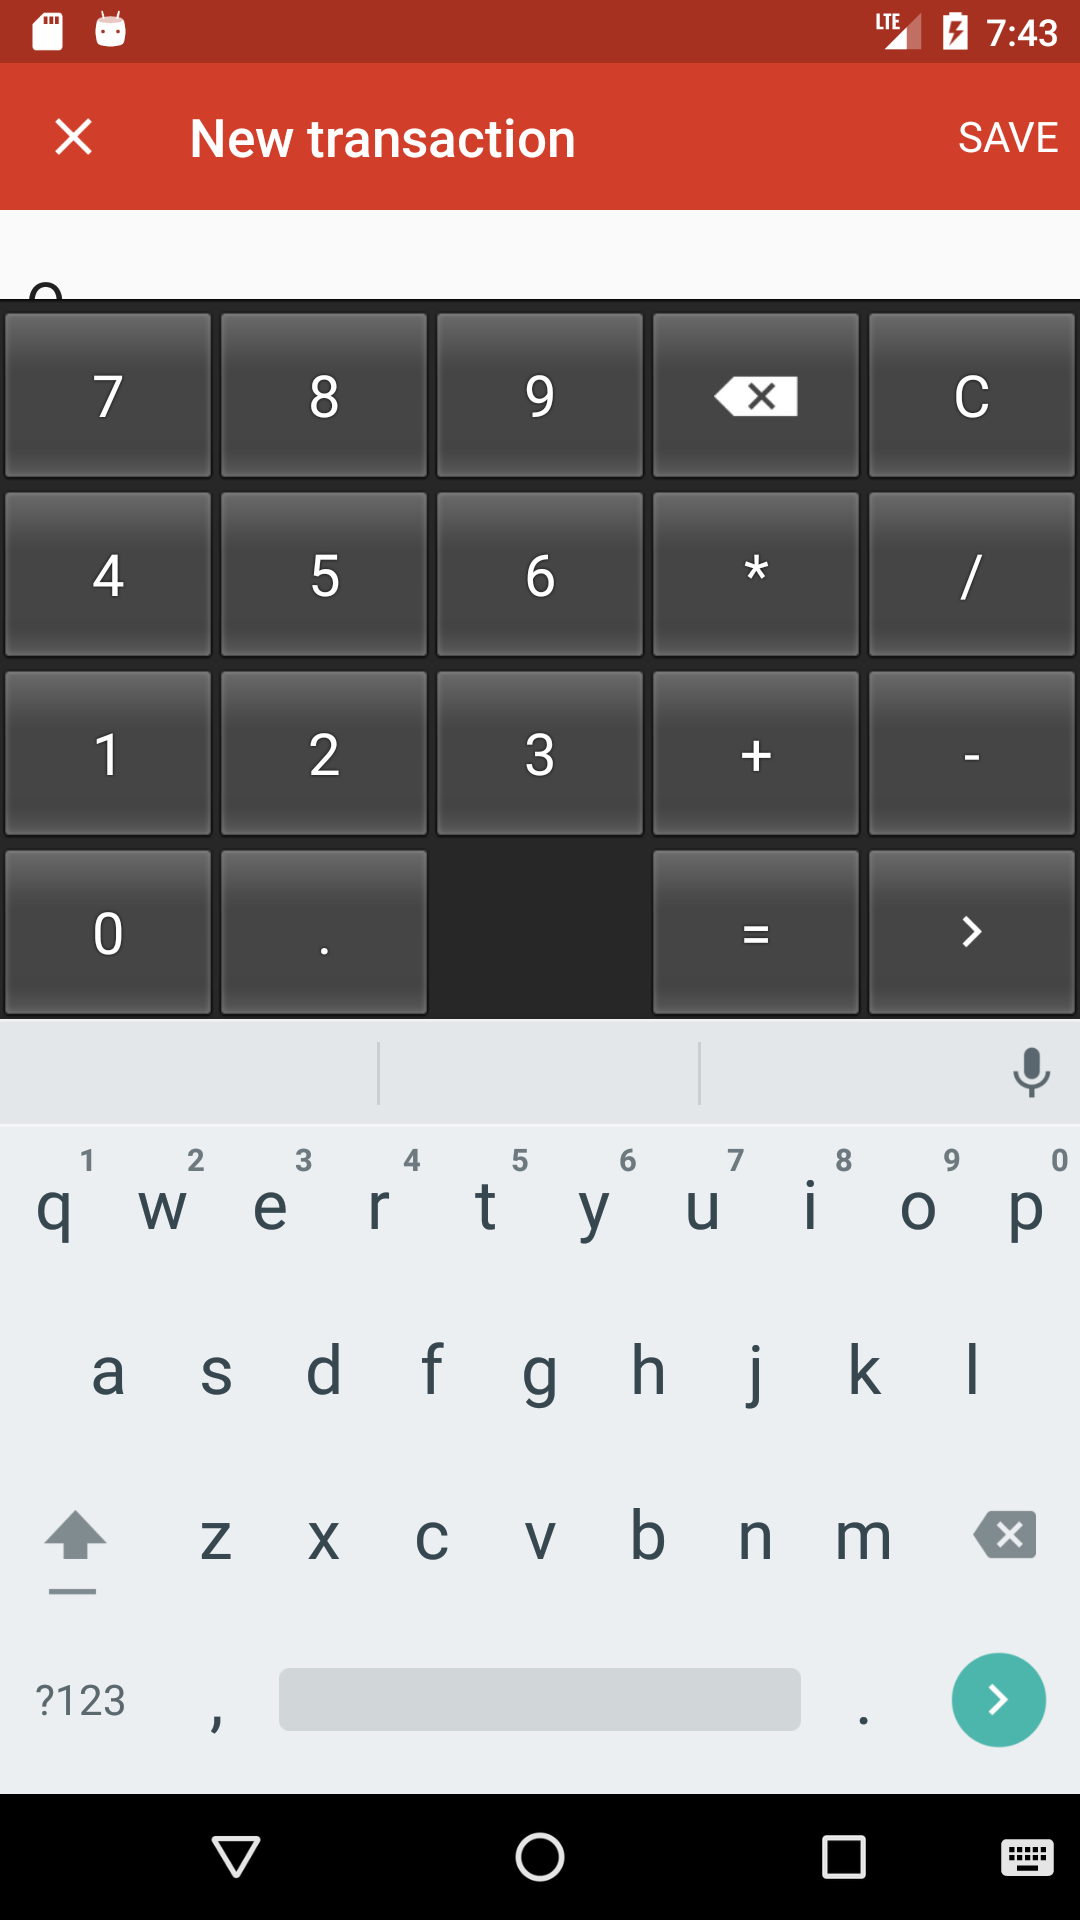 LTE 7:43
New transaction SAVE
7 8 9 C
4 5 6 * /
1 2 3 + -
0 . = >
1 2 3 4 5 6 7 8 9 0
q w e r t y u i o p
a s d f g h j k l
z x c v b n m
?123 , .